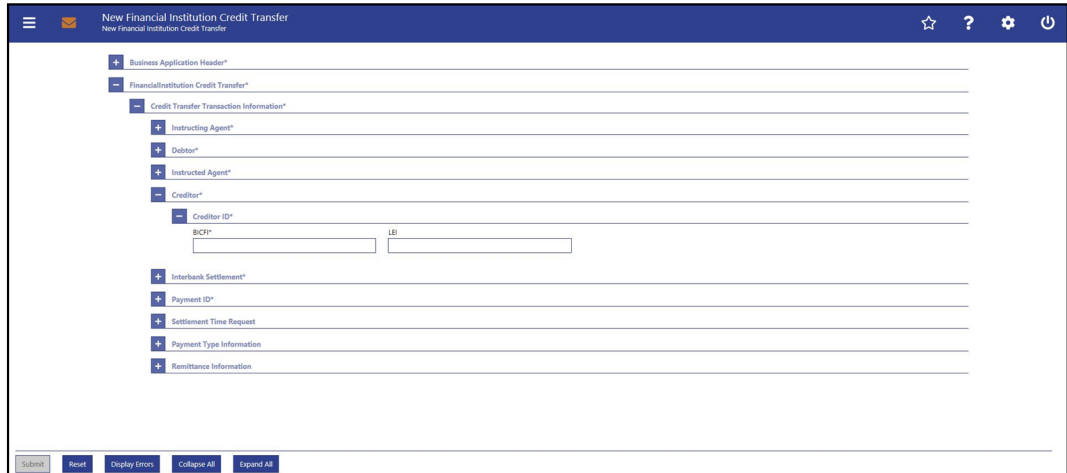 New Financial Institution Credit Transfer
New Financial Institution Credit Transfer
?
+ Business Application Header*
− FinancialInstitution Credit Transfer*
− Credit Transfer Transaction Information*
+ Instructing Agent*
+ Debtor*
+ Instructed Agent*
− Creditor*
− Creditor ID*
BICFI* LEI
+ Interbank Settlement*
+ Payment ID*
+ Settlement Time Request
+ Payment Type Information
+ Remittance Information
Submit Reset Display Errors Collapse All Expand All